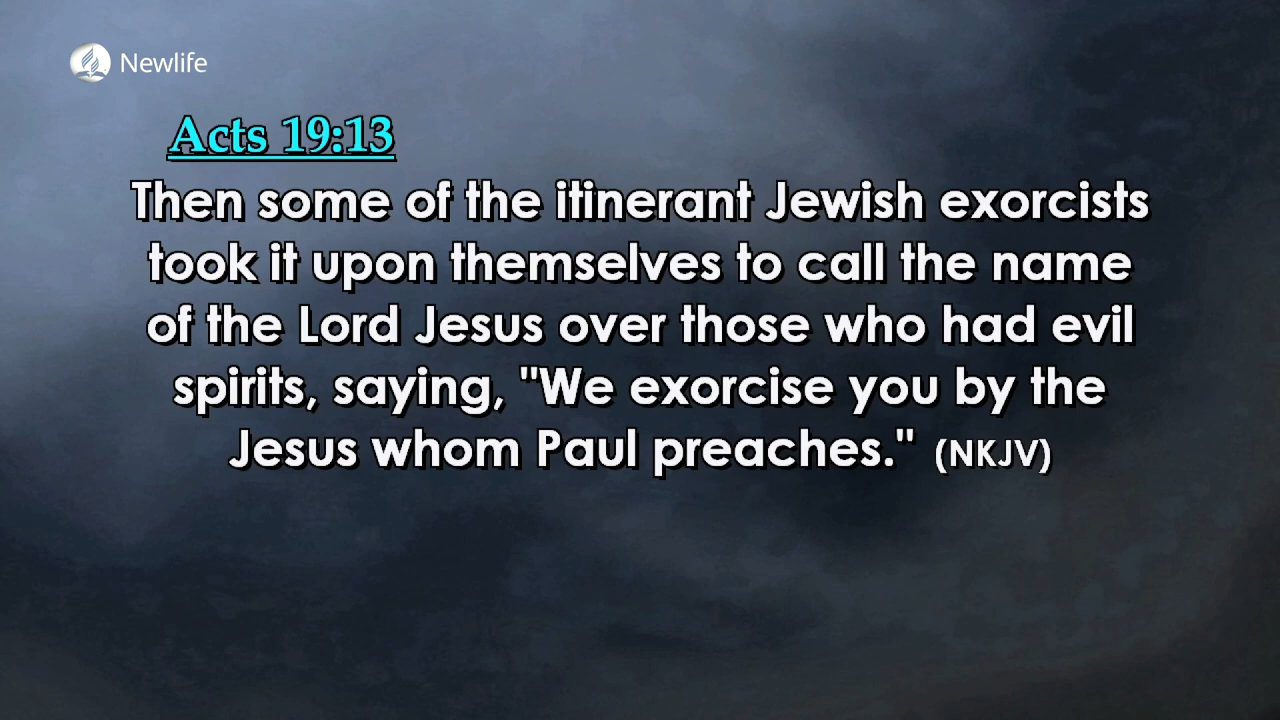 Newlife
Acts 19:13
Then some of the itinerant Jewish exorcists
took it upon themselves to call the name
of the Lord Jesus over those who had evil
spirits, saying, "We exorcise you by the
Jesus whom Paul preaches." (NKJV)